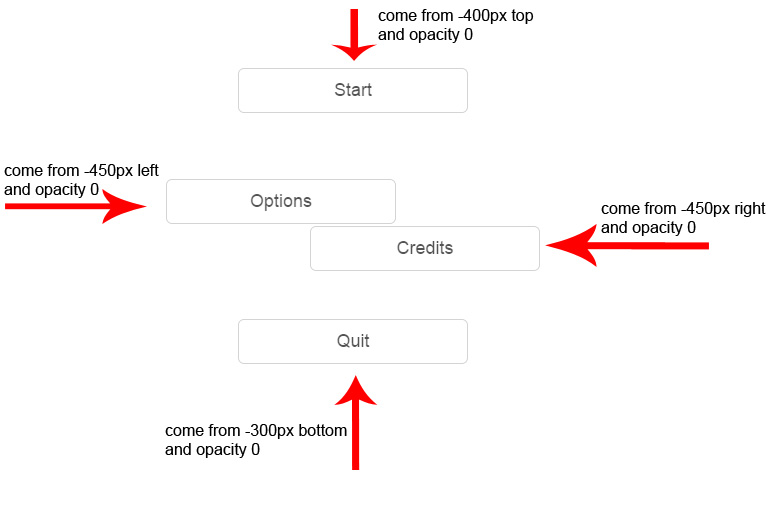 come from -400px top
and opacity 0
Start
come from -450px left
and opacity 0
Options
come from -450px right
and opacity 0
Credits
Quit
come from -300px bottom
and opacity 0